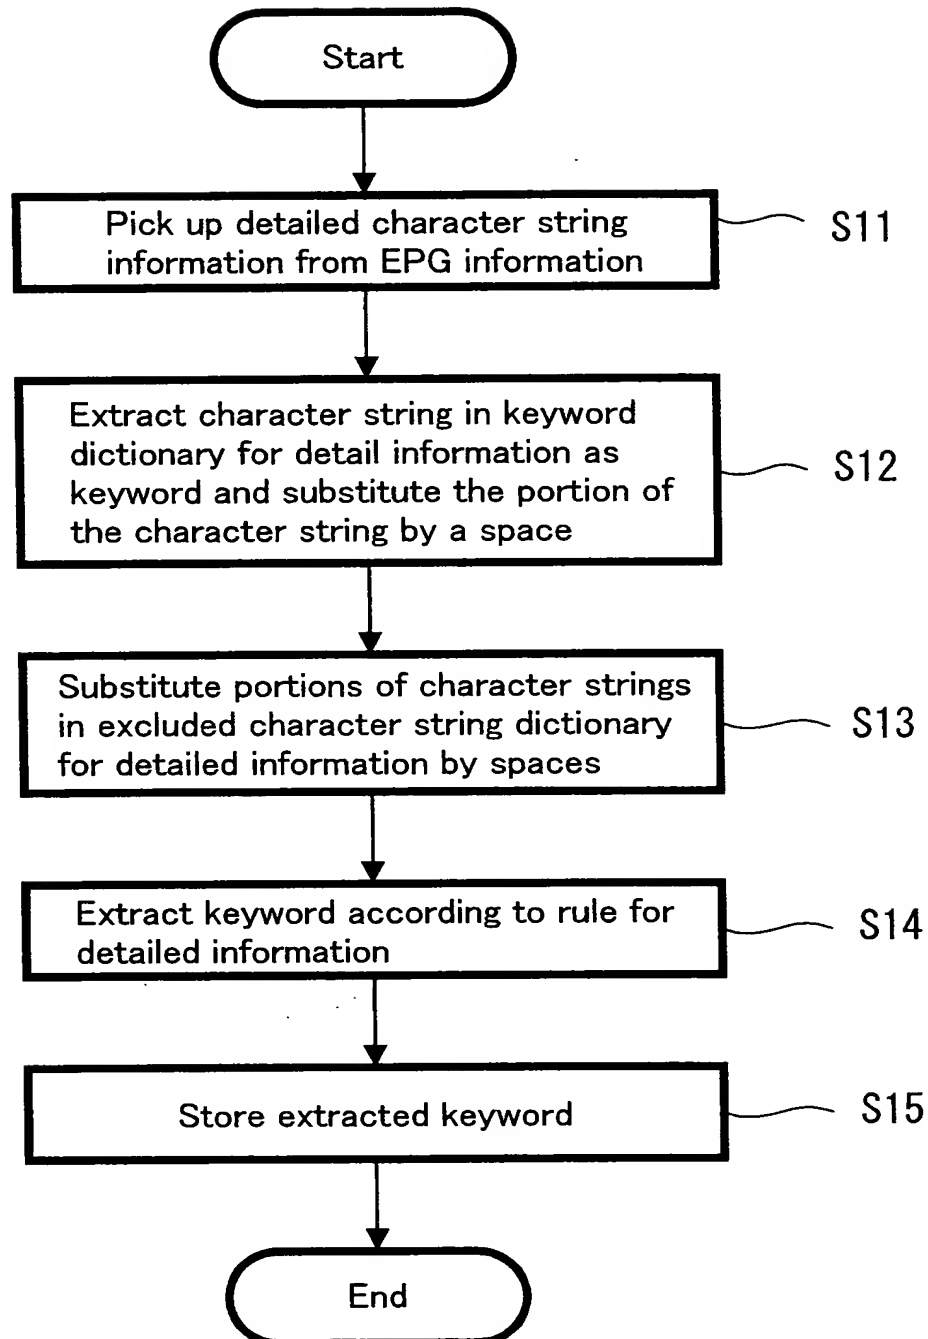 Start
Pick up detailed character string
information from EPG information
S11
Extract character string in keyword
dictionary for detail information as
keyword and substitute the portion of
the character string by a space
S12
Substitute portions of character strings
in excluded character string dictionary
for detailed information by spaces
S13
Extract keyword according to rule for
detailed information
S14
Store extracted keyword
S15
End